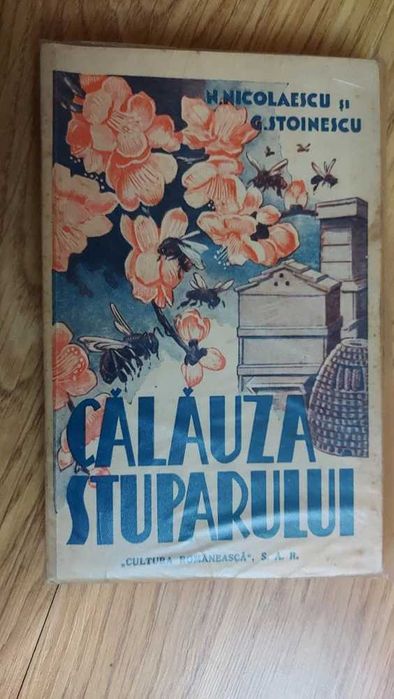 N. NICOLAESCU ȘI
G. STOINESCU
CĂLĂUZA
STUPARULUI
„CULTURA ROMÂNEASCĂ“, S. A. R.